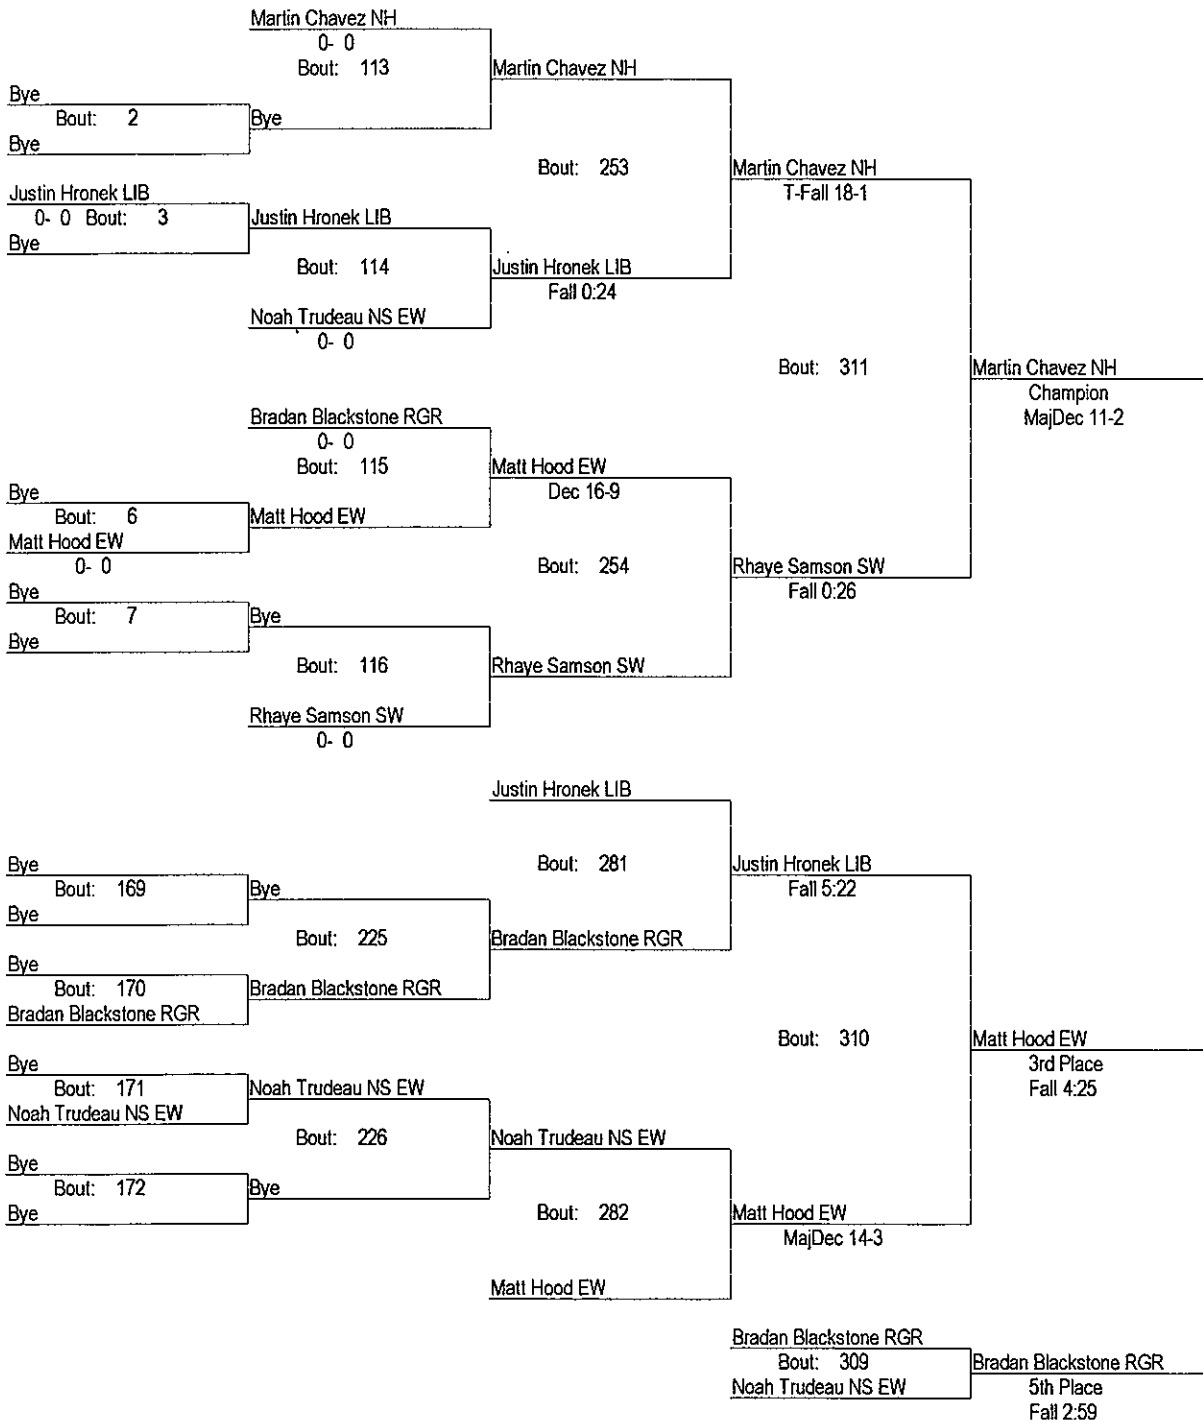 Martin Chavez NH
0- 0
Bout: 113
Martin Chavez NH
Bye
Bout: 2
Bye
Bye
Bout: 253
Martin Chavez NH
T-Fall 18-1
Justin Hronek LIB
0- 0 Bout: 3
Justin Hronek LIB
Bye
Bout: 114
Justin Hronek LIB
Fall 0:24
Noah Trudeau NS EW
0- 0
Bout: 311
Martin Chavez NH
Champion
MajDec 11-2
Bradan Blackstone RGR
0- 0
Bout: 115
Matt Hood EW
Dec 16-9
Bye
Bout: 6
Matt Hood EW
Matt Hood EW
0- 0
Bout: 254
Rhaye Samson SW
Fall 0:26
Bye
Bout: 7
Bye
Bye
Bout: 116
Rhaye Samson SW
Rhaye Samson SW
0- 0
Justin Hronek LIB
Bout: 281
Justin Hronek LIB
Fall 5:22
Bye
Bout: 169
Bye
Bye
Bout: 225
Bradan Blackstone RGR
Bye
Bout: 170
Bradan Blackstone RGR
Bradan Blackstone RGR
Bout: 310
Matt Hood EW
3rd Place
Fall 4:25
Bye
Bout: 171
Noah Trudeau NS EW
Noah Trudeau NS EW
Bout: 226
Noah Trudeau NS EW
Bye
Bout: 172
Bye
Bye
Bout: 282
Matt Hood EW
MajDec 14-3
Matt Hood EW
Bradan Blackstone RGR
Bout: 309
Bradan Blackstone RGR
Noah Trudeau NS EW
5th Place
Fall 2:59